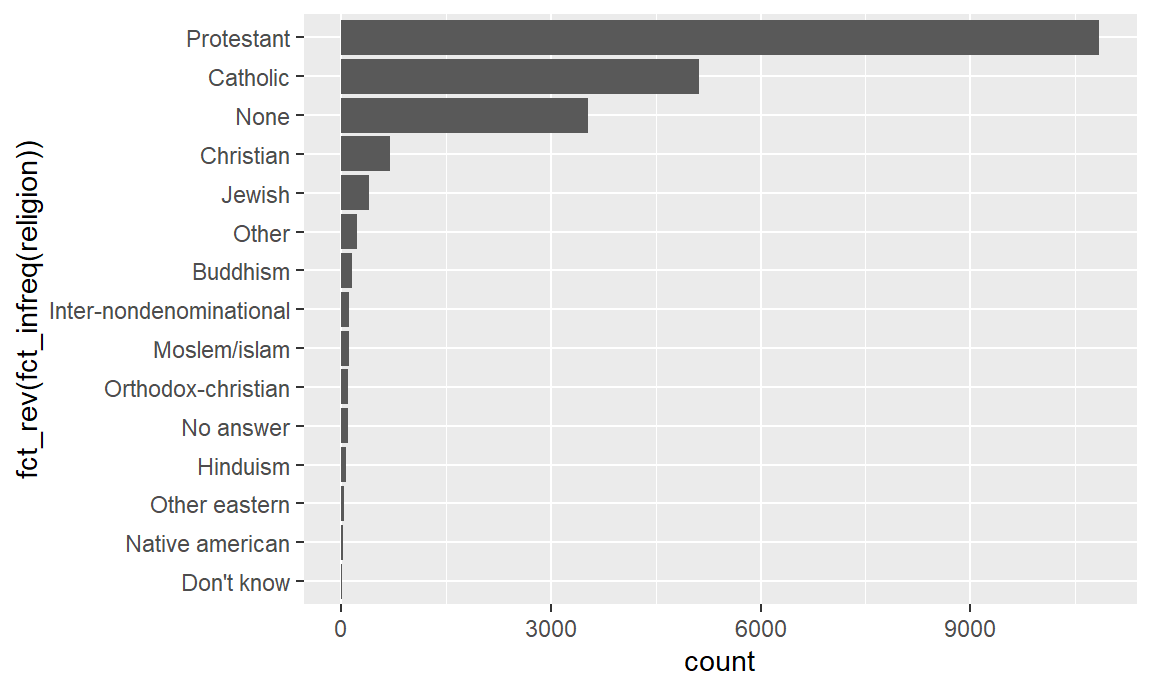 fct_rev(fct_infreq(religion))
Protestant
Catholic
None
Christian
Jewish
Other
Buddhism
Inter-nondenominational
Moslem/islam
Orthodox-christian
No answer
Hinduism
Other eastern
Native american
Don't know
0 3000 6000 9000
count